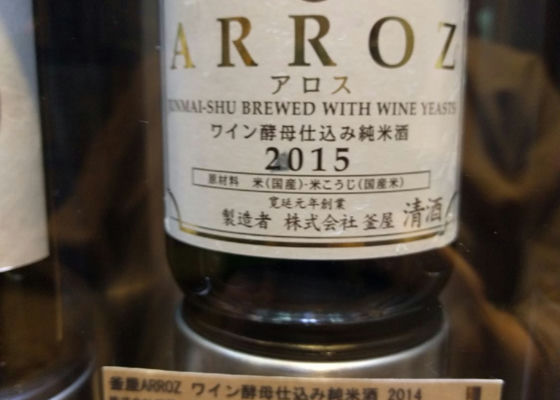 ARROZ
アロス
JUNMAI-SHU BREWED WITH WINE YEASTS
ワイン酵母仕込み純米酒
2015
原材料 米(国産)・米こうじ(国産米)
寛延元年創業
製造者 株式会社釜屋 清酒
釜屋ARROZ ワイン酵母仕込み純米酒 2014